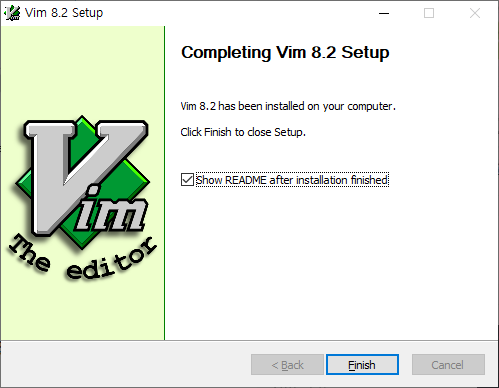 Vim 8.2 Setup
Completing Vim 8.2 Setup
Vim 8.2 has been installed on your computer.
Click Finish to close Setup.
Show README after installation finished
Vim
The editor
< Back
Finish
Cancel